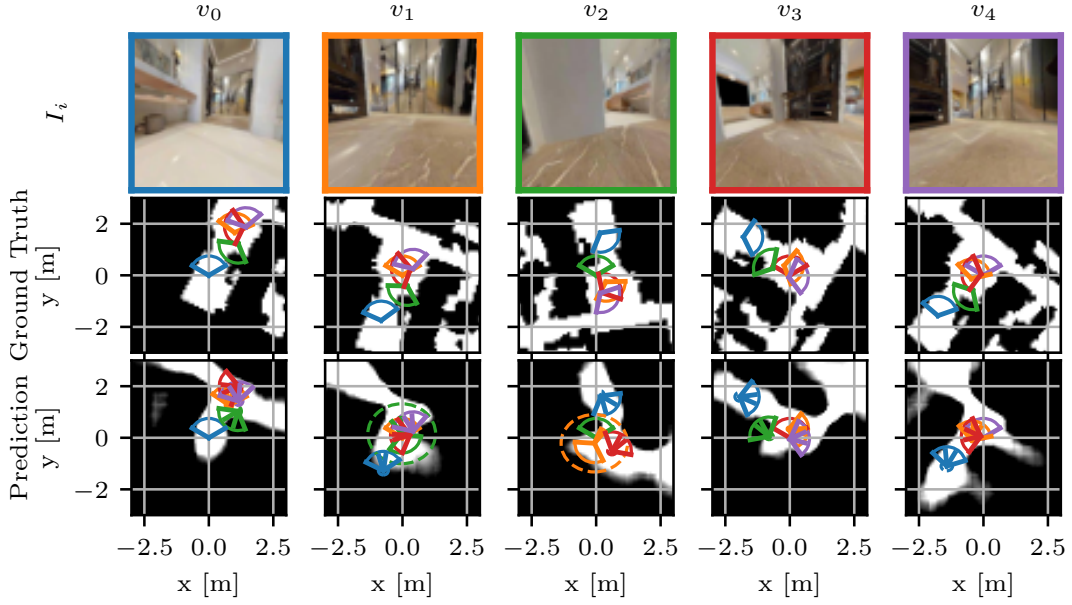 v₀ v₁ v₂ v₃ v₄
Iᵢ
Ground Truth
y [m]
2
0
−2
Prediction
y [m]
2
0
−2
−2.5 0.0 2.5 −2.5 0.0 2.5 −2.5 0.0 2.5 −2.5 0.0 2.5 −2.5 0.0 2.5
x [m] x [m] x [m] x [m] x [m]